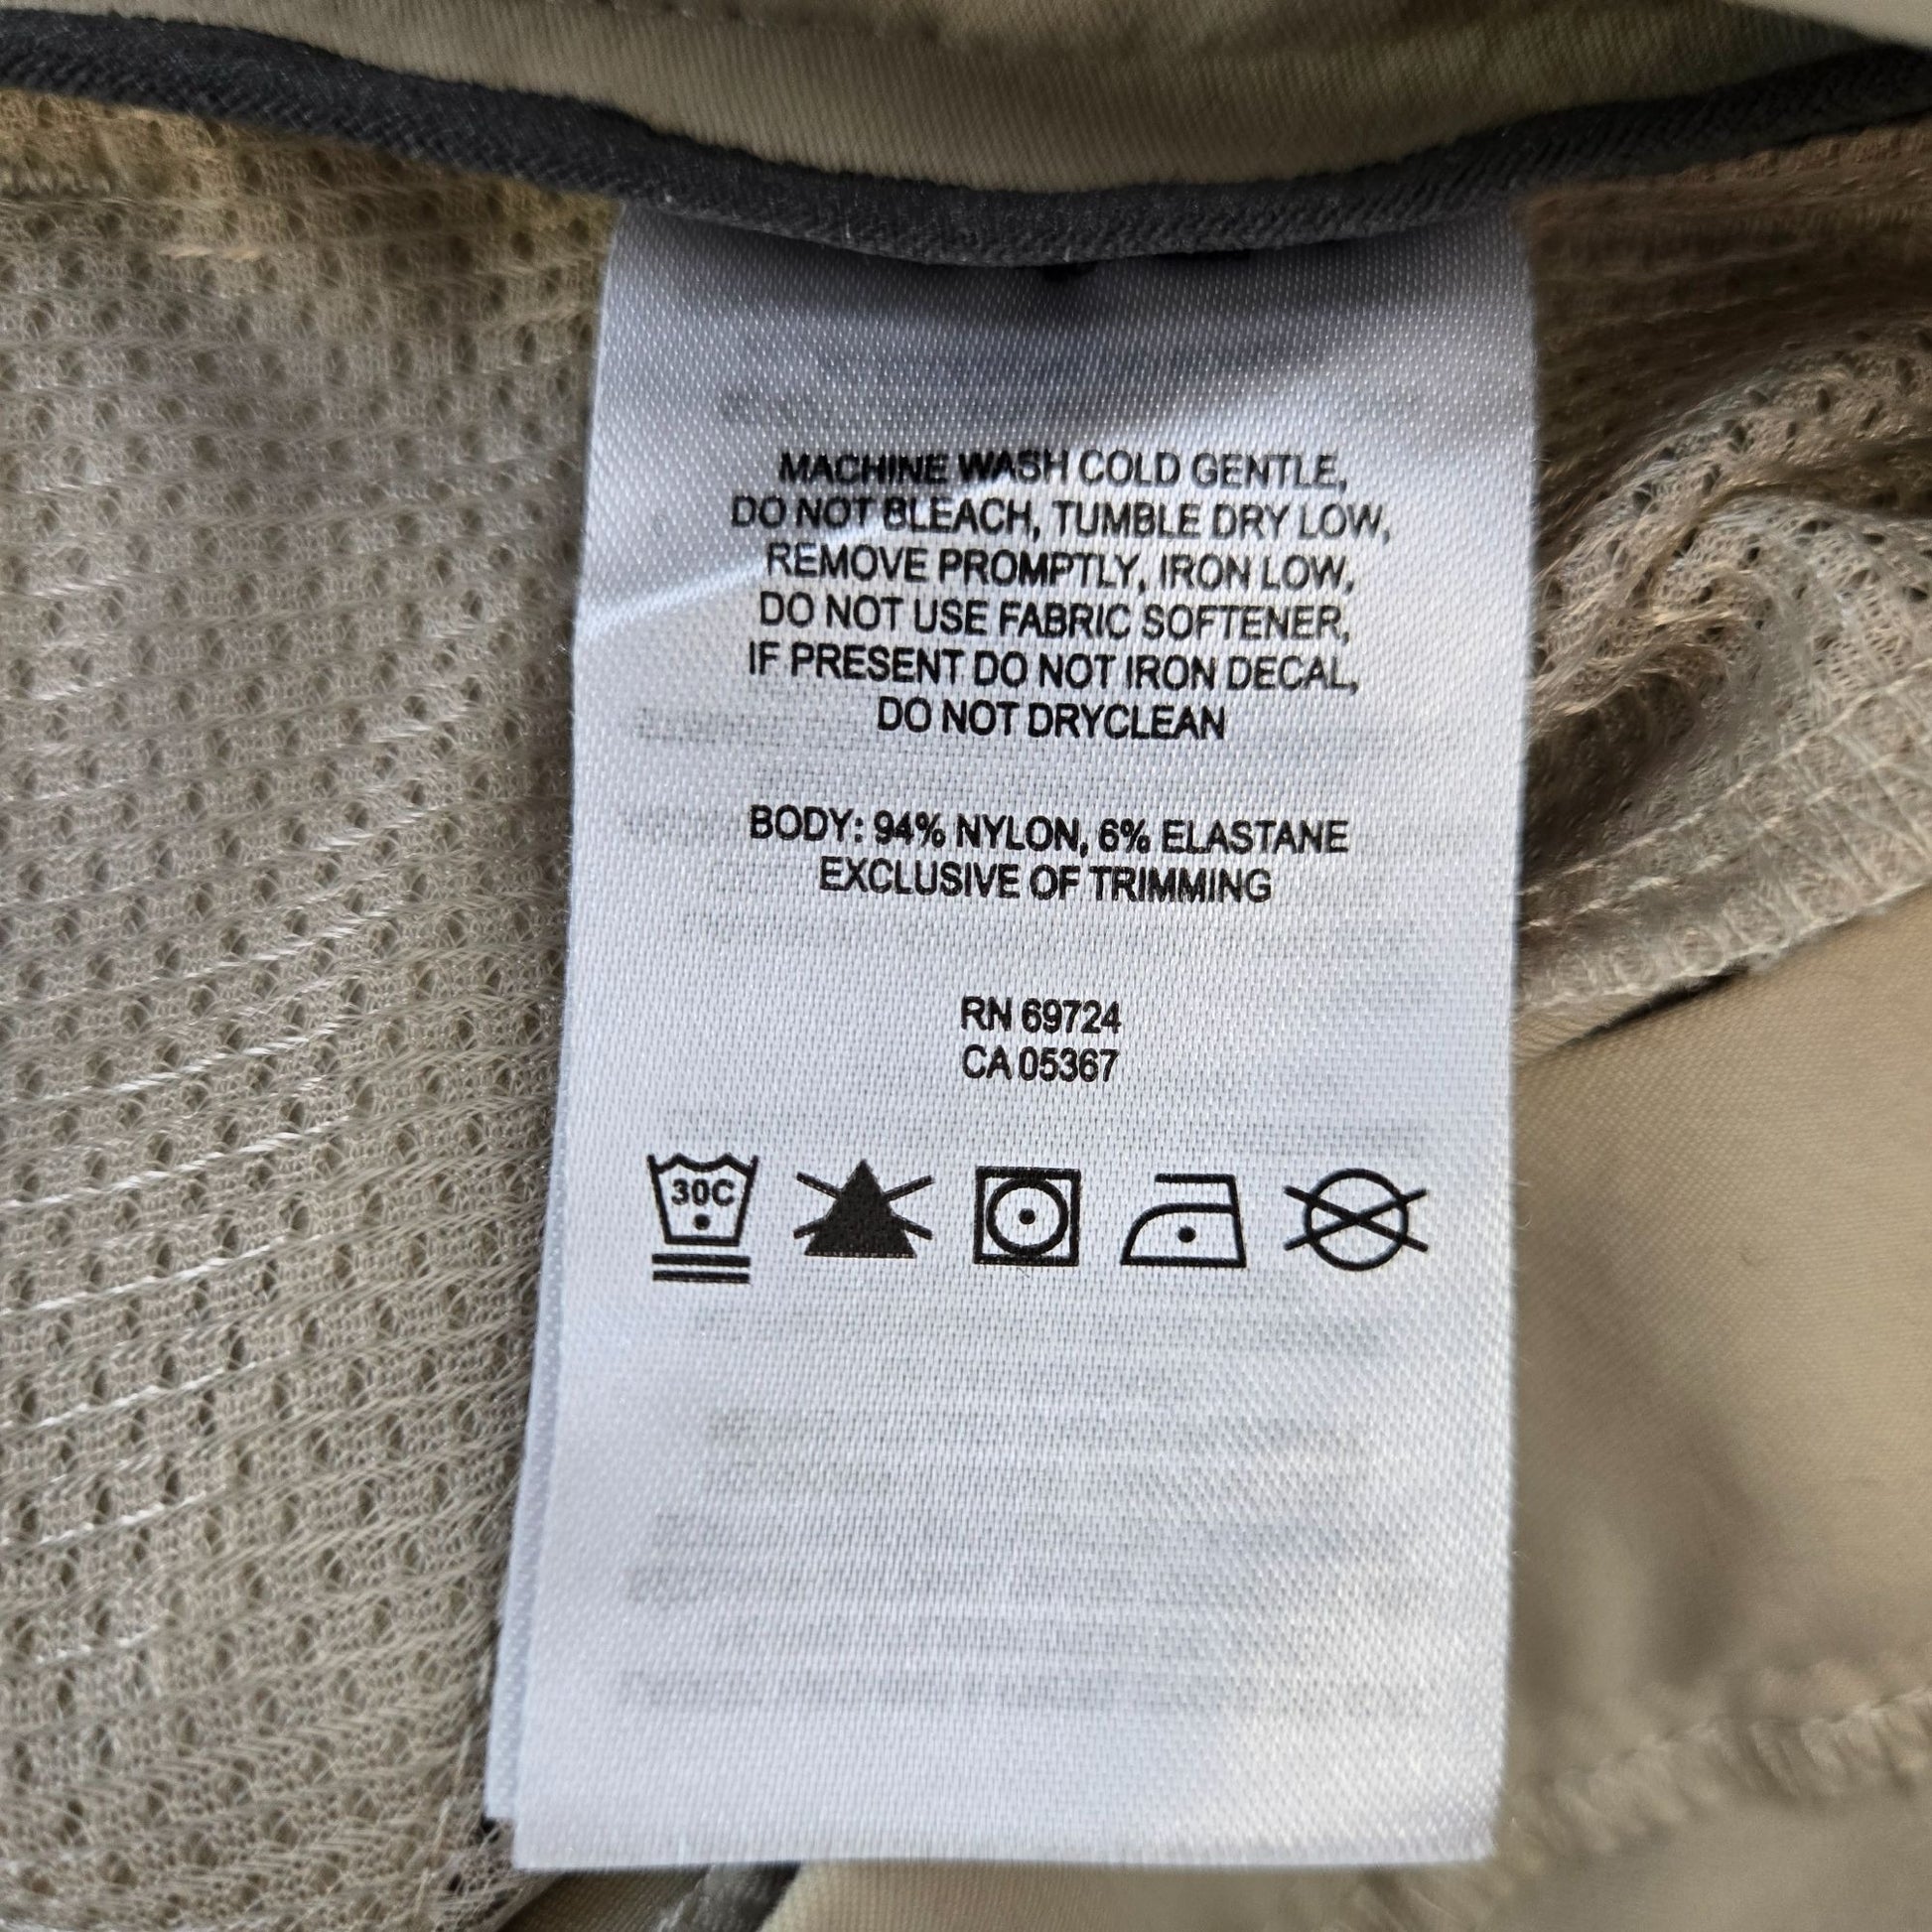 MACHINE WASH COLD GENTLE,
DO NOT BLEACH, TUMBLE DRY LOW,
REMOVE PROMPTLY, IRON LOW,
DO NOT USE FABRIC SOFTENER,
IF PRESENT DO NOT IRON DECAL,
DO NOT DRYCLEAN
BODY: 94% NYLON, 6% ELASTANE
EXCLUSIVE OF TRIMMING
RN 69724
CA 05367
30C